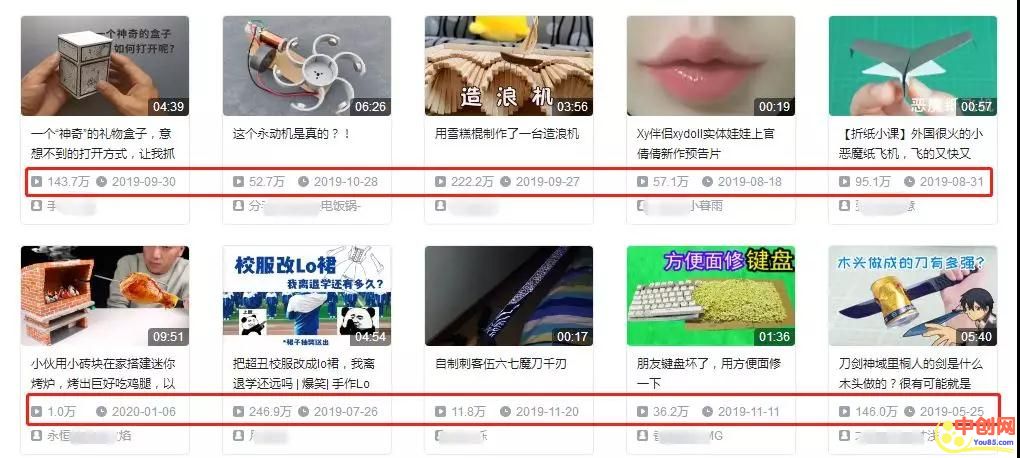 一个神奇的盒子
如何打开呢?
04:39
06:26
造浪机
03:56
00:19
恶魔纸飞机
00:57
一个“神奇”的礼物盒子，意
想不到的打开方式，让我抓
这个永动机是真的？！
用雪糕棍制作了一台造浪机
Xy伴侣xydoll实体娃娃上官
倩倩新作预告片
【折纸小课】外国很火的小
恶魔纸飞机，飞的又快又
143.7万 2019-09-30
52.7万 2019-10-28
222.2万 2019-09-27
57.1万 2019-08-18
95.1万 2019-08-31
手
电饭锅-
小暮雨
09:51
校服改Lo裙
我离退学还有多久?
*裙子抽奖送出
04:54
00:17
方便面修键盘
01:36
木头做成的刀有多强?
05:40
小伙用小砖块在家搭建迷你
烤炉，烤出巨好吃鸡腿，以
把超丑校服改成lo裙，我离
退学还远吗 | 爆笑| 手作Lo
自制刺客伍六七魔刀千刃
朋友键盘坏了，用方便面修
一下
刀剑神域里桐人的剑是什么
木头做的？很有可能就是
1.0万 2020-01-06
246.9万 2019-07-26
11.8万 2019-11-20
36.2万 2019-11-11
146.0万 2019-05-25
永恒
焰
乐
MG
中创网
You85.com